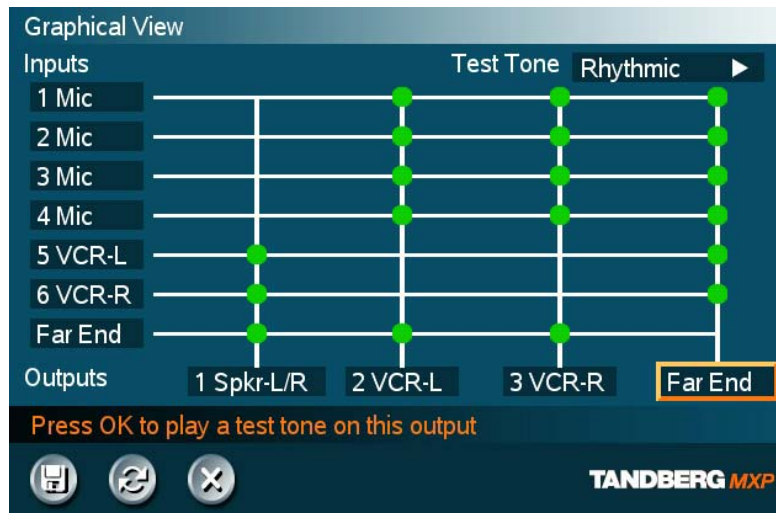 Graphical View
Inputs
Test Tone Rhythmic
1 Mic
2 Mic
3 Mic
4 Mic
5 VCR-L
6 VCR-R
Far End
Outputs 1 Spkr-L/R 2 VCR-L 3 VCR-R Far End
Press OK to play a test tone on this output
TANDBERG MXP